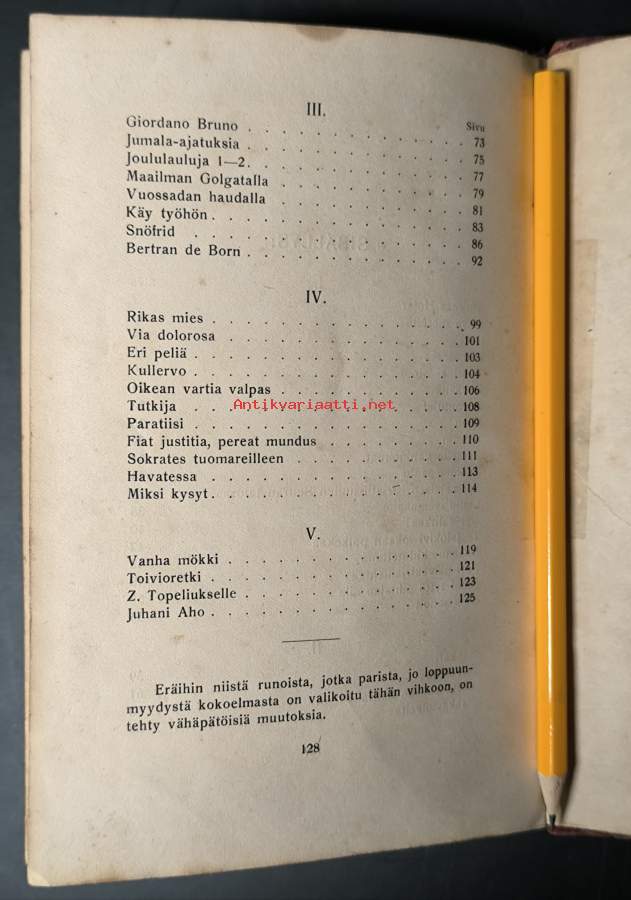 III.
Sivu
Giordano Bruno . . . . . . . . . . . . . 73
Jumala-ajatuksia . . . . . . . . . . . . 75
Joululauluja 1—2. . . . . . . . . . . . . 77
Maailman Golgatalla . . . . . . . . . . . 79
Vuossadan haudalla . . . . . . . . . . . 81
Käy työhön . . . . . . . . . . . . . . . 83
Snöfrid . . . . . . . . . . . . . . . . 86
Bertran de Born . . . . . . . . . . . . . 92
IV.
Rikas mies . . . . . . . . . . . . . . . 99
Via dolorosa . . . . . . . . . . . . . . 101
Eri peliä . . . . . . . . . . . . . . . . 103
Kullervo . . . . . . . . . . . . . . . . 104
Oikean vartia valpas . . . . . . . . . . . 106
Tutkija . . . . . . . . . . . . . . . . 108
Antikvariaatti.net
Paratiisi . . . . . . . . . . . . . . . . 109
Fiat justitia, pereat mundus . . . . . . . . 110
Sokrates tuomareilleen . . . . . . . . . . 111
Havatessa . . . . . . . . . . . . . . . 113
Miksi kysyt . . . . . . . . . . . . . . . 114
V.
Vanha mökki . . . . . . . . . . . . . . 119
Toivioretki . . . . . . . . . . . . . . . 121
Z. Topeliukselle . . . . . . . . . . . . . 123
Juhani Aho . . . . . . . . . . . . . . . 125
Eräihin niistä runoista, jotka parista, jo loppuun-
myydystä kokoelmasta on valikoitu tähän vihkoon, on
tehty vähäpätöisiä muutoksia.
128